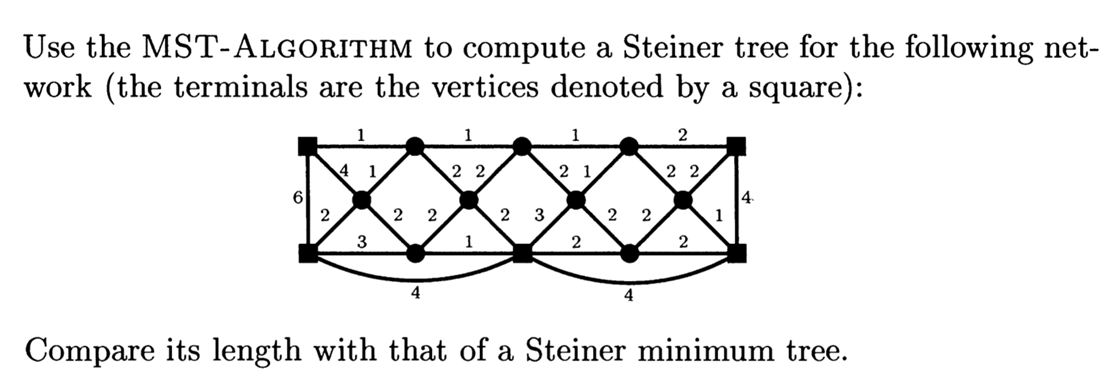 Use the MST-ALGORITHM to compute a Steiner tree for the following net-
work (the terminals are the vertices denoted by a square):
1 1 1 2
4 1 2 2 2 1 2 2
6 4
2 2 2 2 3 2 2 1
3 1 2 2
4 4
Compare its length with that of a Steiner minimum tree.